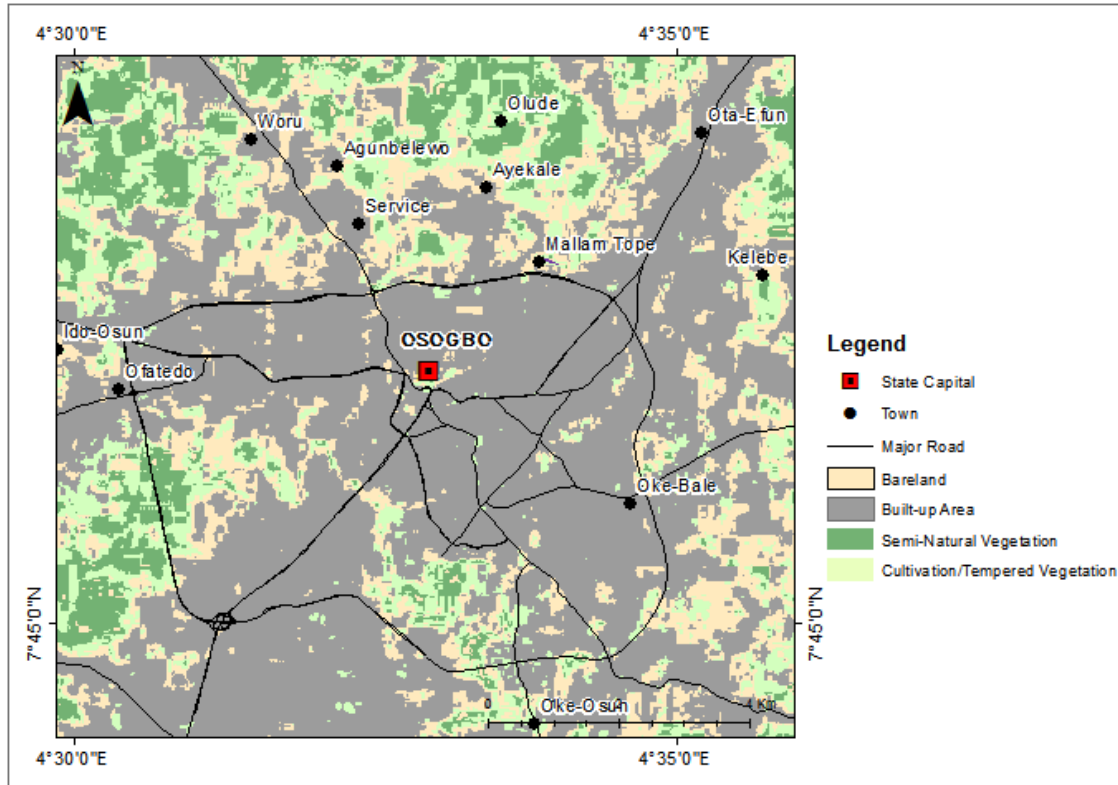 4°30'0"E
4°35'0"E
N
Woru
Olude
Ota-Efun
Agunbelewo
Ayekale
Service
Mallam Tope
Kelebe
Ido-Osun
OSOGBO
Ofatedo
Oke-Bale
7°45'0"N
7°45'0"N
Oke-Osun
0 2 4 Km
4°30'0"E
4°35'0"E
Legend
State Capital
Town
Major Road
Bareland
Built-up Area
Semi-Natural Vegetation
Cultivation/Tempered Vegetation